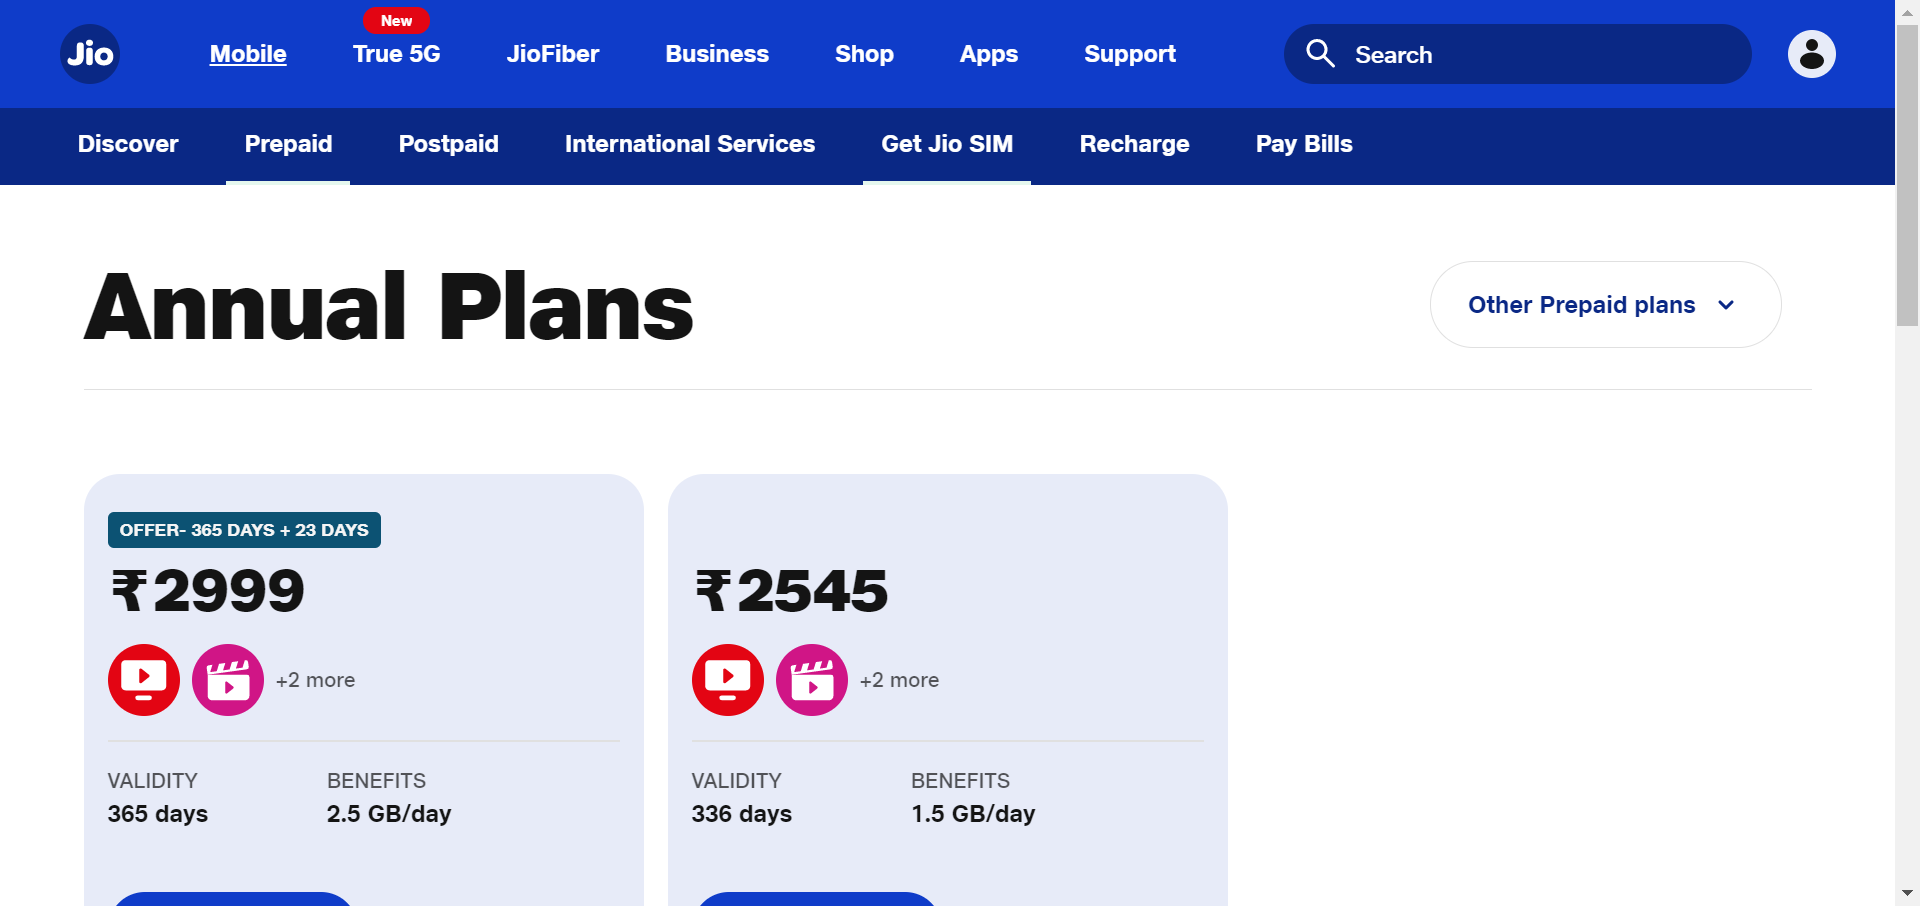 New
Jio Mobile True 5G JioFiber Business Shop Apps Support Search
Discover Prepaid Postpaid International Services Get Jio SIM Recharge Pay Bills
Annual Plans
Other Prepaid plans
OFFER- 365 DAYS + 23 DAYS
₹2999
+2 more
VALIDITY BENEFITS
365 days 2.5 GB/day
₹2545
+2 more
VALIDITY BENEFITS
336 days 1.5 GB/day